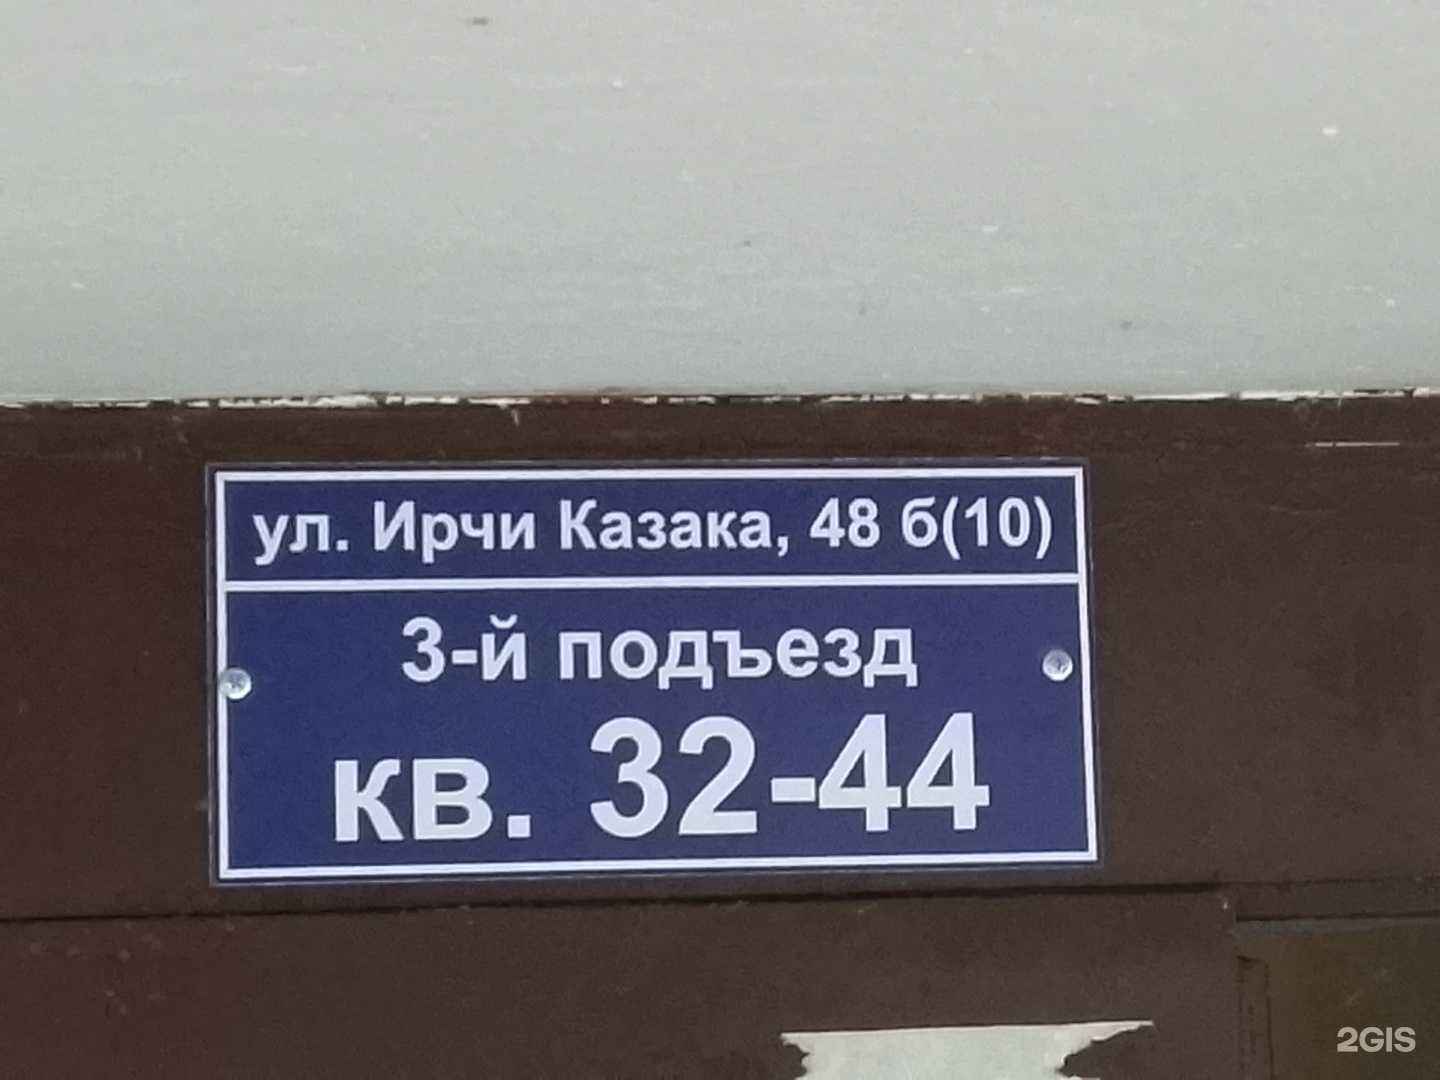 ул. Ирчи Казака, 48 б(10)
3-й подъезд
кв. 32-44
2GIS